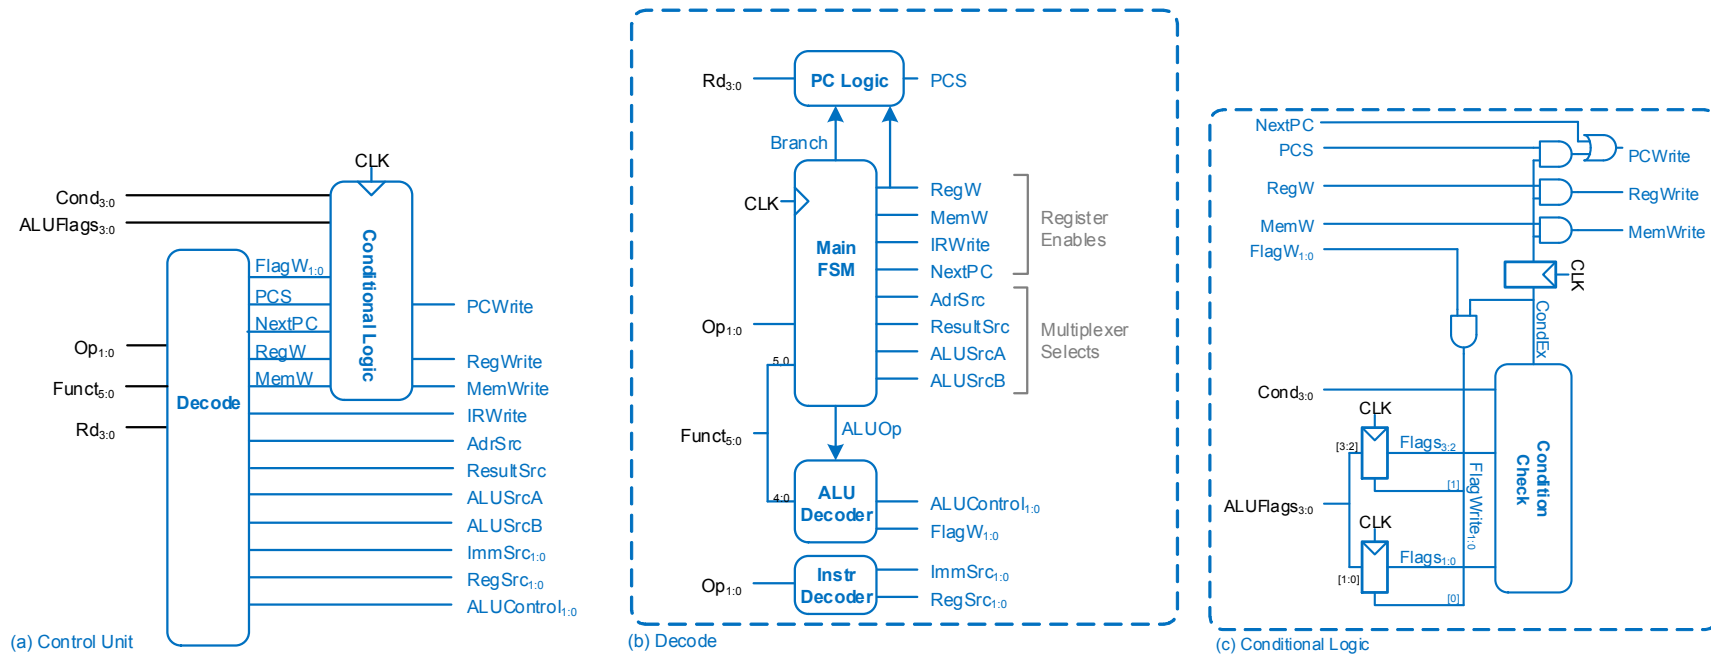 CLK
Cond3:0
ALUFlags3:0
Conditional Logic
FlagW1:0
PCS
NextPC
RegW
MemW
PCWrite
RegWrite
MemWrite
Op1:0
Funct5:0
Rd3:0
Decode
IRWrite
AdrSrc
ResultSrc
ALUSrcA
ALUSrcB
ImmSrc1:0
RegSrc1:0
ALUControl1:0
(a) Control Unit
Rd3:0
PC Logic
PCS
Branch
CLK
Main
FSM
RegW
MemW
IRWrite
NextPC
Register
Enables
AdrSrc
ResultSrc
ALUSrcA
ALUSrcB
Multiplexer
Selects
Op1:0
5:0
Funct5:0
ALUOp
4:0
ALU
Decoder
ALUControl1:0
FlagW1:0
Op1:0
Instr
Decoder
ImmSrc1:0
RegSrc1:0
(b) Decode
NextPC
PCS
RegW
MemW
FlagW1:0
PCWrite
RegWrite
MemWrite
CLK
CondEx
Cond3:0
CLK
[3:2]
Flags3:2
[1]
ALUFlags3:0
FlagWrite1:0
Condition
Check
CLK
[1:0]
Flags1:0
[0]
(c) Conditional Logic